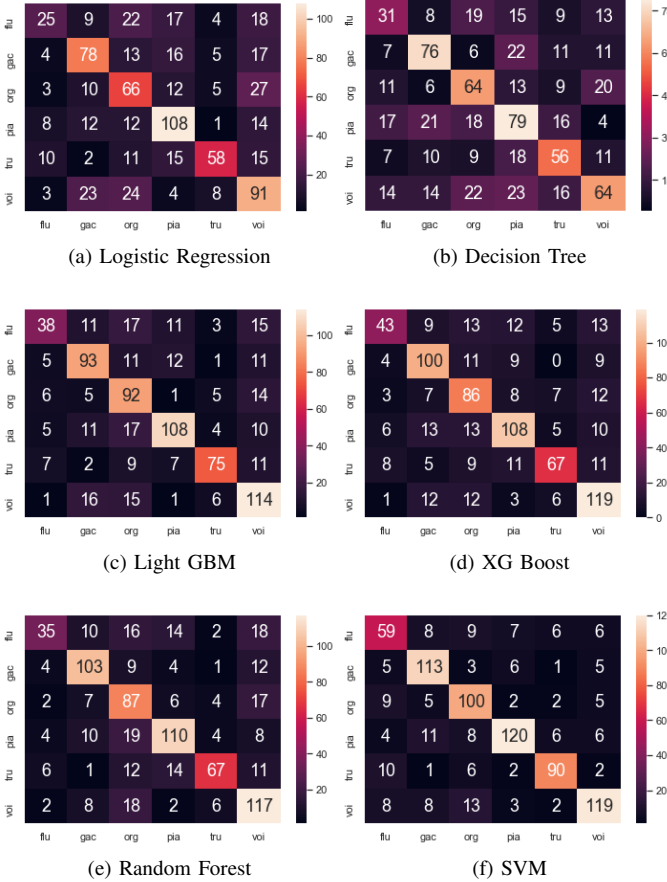 flu 25 9 22 17 4 18
gac 4 78 13 16 5 17
org 3 10 66 12 5 27
pia 8 12 12 108 1 14
tru 10 2 11 15 58 15
voi 3 23 24 4 8 91
flu gac org pia tru voi
100
80
60
40
20
(a) Logistic Regression
flu 31 8 19 15 9 13
gac 7 76 6 22 11 11
org 11 6 64 13 9 20
pia 17 21 18 79 16 4
tru 7 10 9 18 56 11
voi 14 14 22 23 16 64
flu gac org pia tru voi
7
6
4
3
1
(b) Decision Tree
flu 38 11 17 11 3 15
gac 5 93 11 12 1 11
org 6 5 92 1 5 14
pia 5 11 17 108 4 10
tru 7 2 9 7 75 11
voi 1 16 15 1 6 114
flu gac org pia tru voi
100
80
60
40
20
(c) Light GBM
flu 43 9 13 12 5 13
gac 4 100 11 9 0 9
org 3 7 86 8 7 12
pia 6 13 13 108 5 10
tru 8 5 9 11 67 11
voi 1 12 12 3 6 119
flu gac org pia tru voi
100
80
60
40
20
0
(d) XG Boost
flu 35 10 16 14 2 18
gac 4 103 9 4 1 12
org 2 7 87 6 4 17
pia 4 10 19 110 4 8
tru 6 1 12 14 67 11
voi 2 8 18 2 6 117
flu gac org pia tru voi
100
80
60
40
20
(e) Random Forest
flu 59 8 9 7 6 6
gac 5 113 3 6 1 5
org 9 5 100 2 2 5
pia 4 11 8 120 6 6
tru 10 1 6 2 90 2
voi 8 8 13 3 2 119
flu gac org pia tru voi
12
100
80
60
40
20
(f) SVM